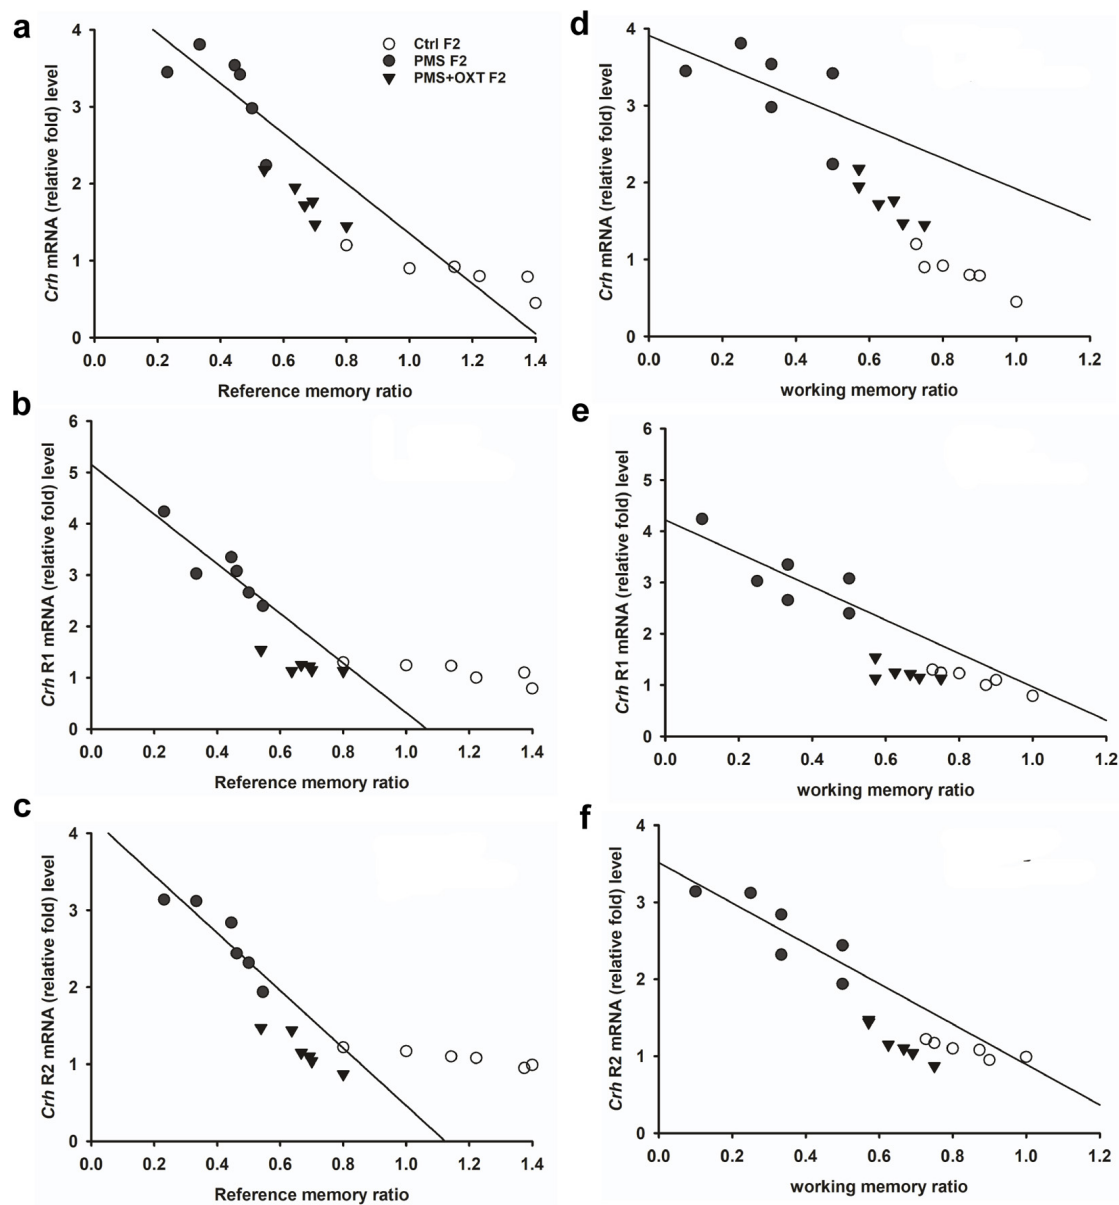 a
Crh mRNA (relative fold) level
4
3
2
1
0
0.0 0.2 0.4 0.6 0.8 1.0 1.2 1.4
Reference memory ratio
Ctrl F2
PMS F2
PMS+OXT F2
d
Crh mRNA (relative fold) level
4
3
2
1
0
0.0 0.2 0.4 0.6 0.8 1.0 1.2
working memory ratio
b
Crh R1 mRNA (relative fold) level
6
5
4
3
2
1
0
0.0 0.2 0.4 0.6 0.8 1.0 1.2 1.4
Reference memory ratio
e
Crh R1 mRNA (relative fold) level
6
5
4
3
2
1
0
0.0 0.2 0.4 0.6 0.8 1.0 1.2
working memory ratio
c
Crh R2 mRNA (relative fold) level
4
3
2
1
0
0.0 0.2 0.4 0.6 0.8 1.0 1.2 1.4
Reference memory ratio
f
Crh R2 mRNA (relative fold) level
4
3
2
1
0
0.0 0.2 0.4 0.6 0.8 1.0 1.2
working memory ratio